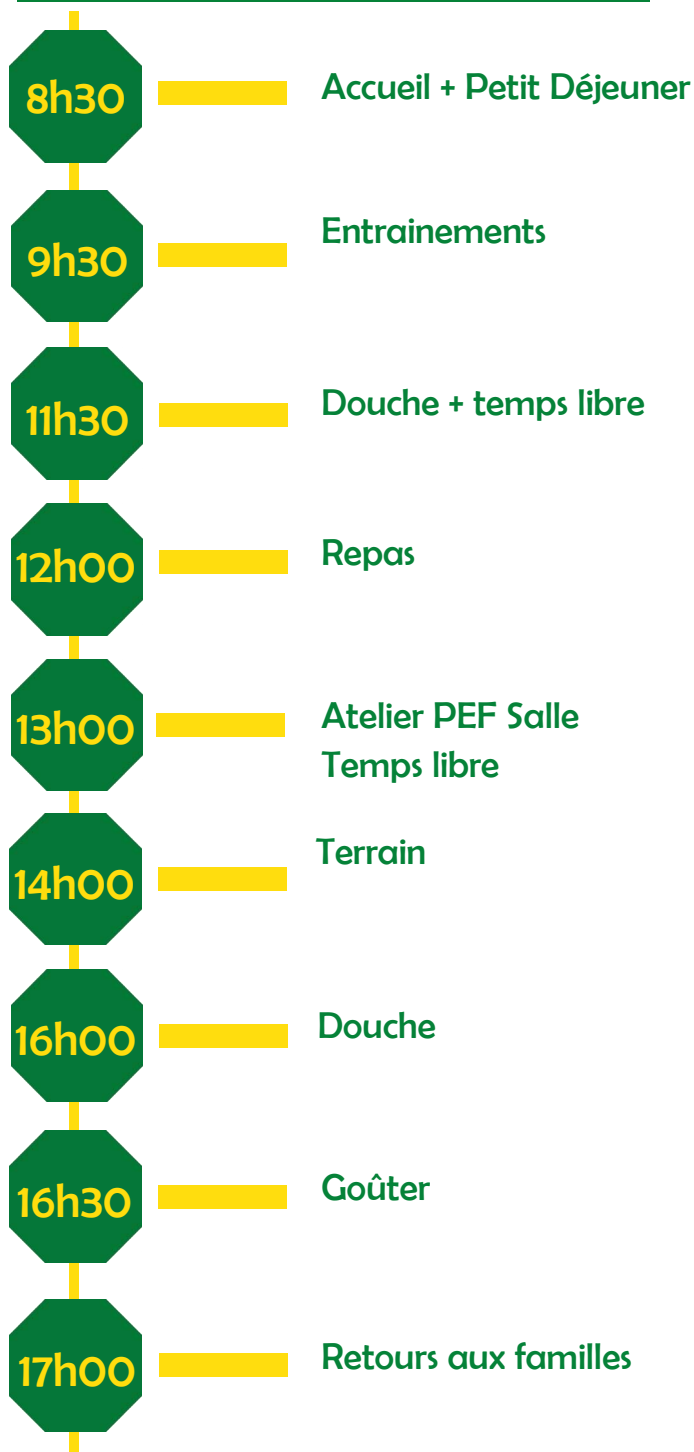 8h30
Accueil + Petit Déjeuner
9h30
Entrainements
11h30
Douche + temps libre
12h00
Repas
13h00
Atelier PEF Salle
Temps libre
14h00
Terrain
16h00
Douche
16h30
Goûter
17h00
Retours aux familles